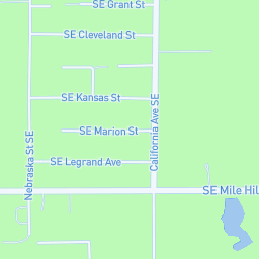 SE Grant St
SE Cleveland St
SE Kansas St
SE Marion St
SE Legrand Ave
California Ave SE
Nebraska St SE
SE Mile Hil